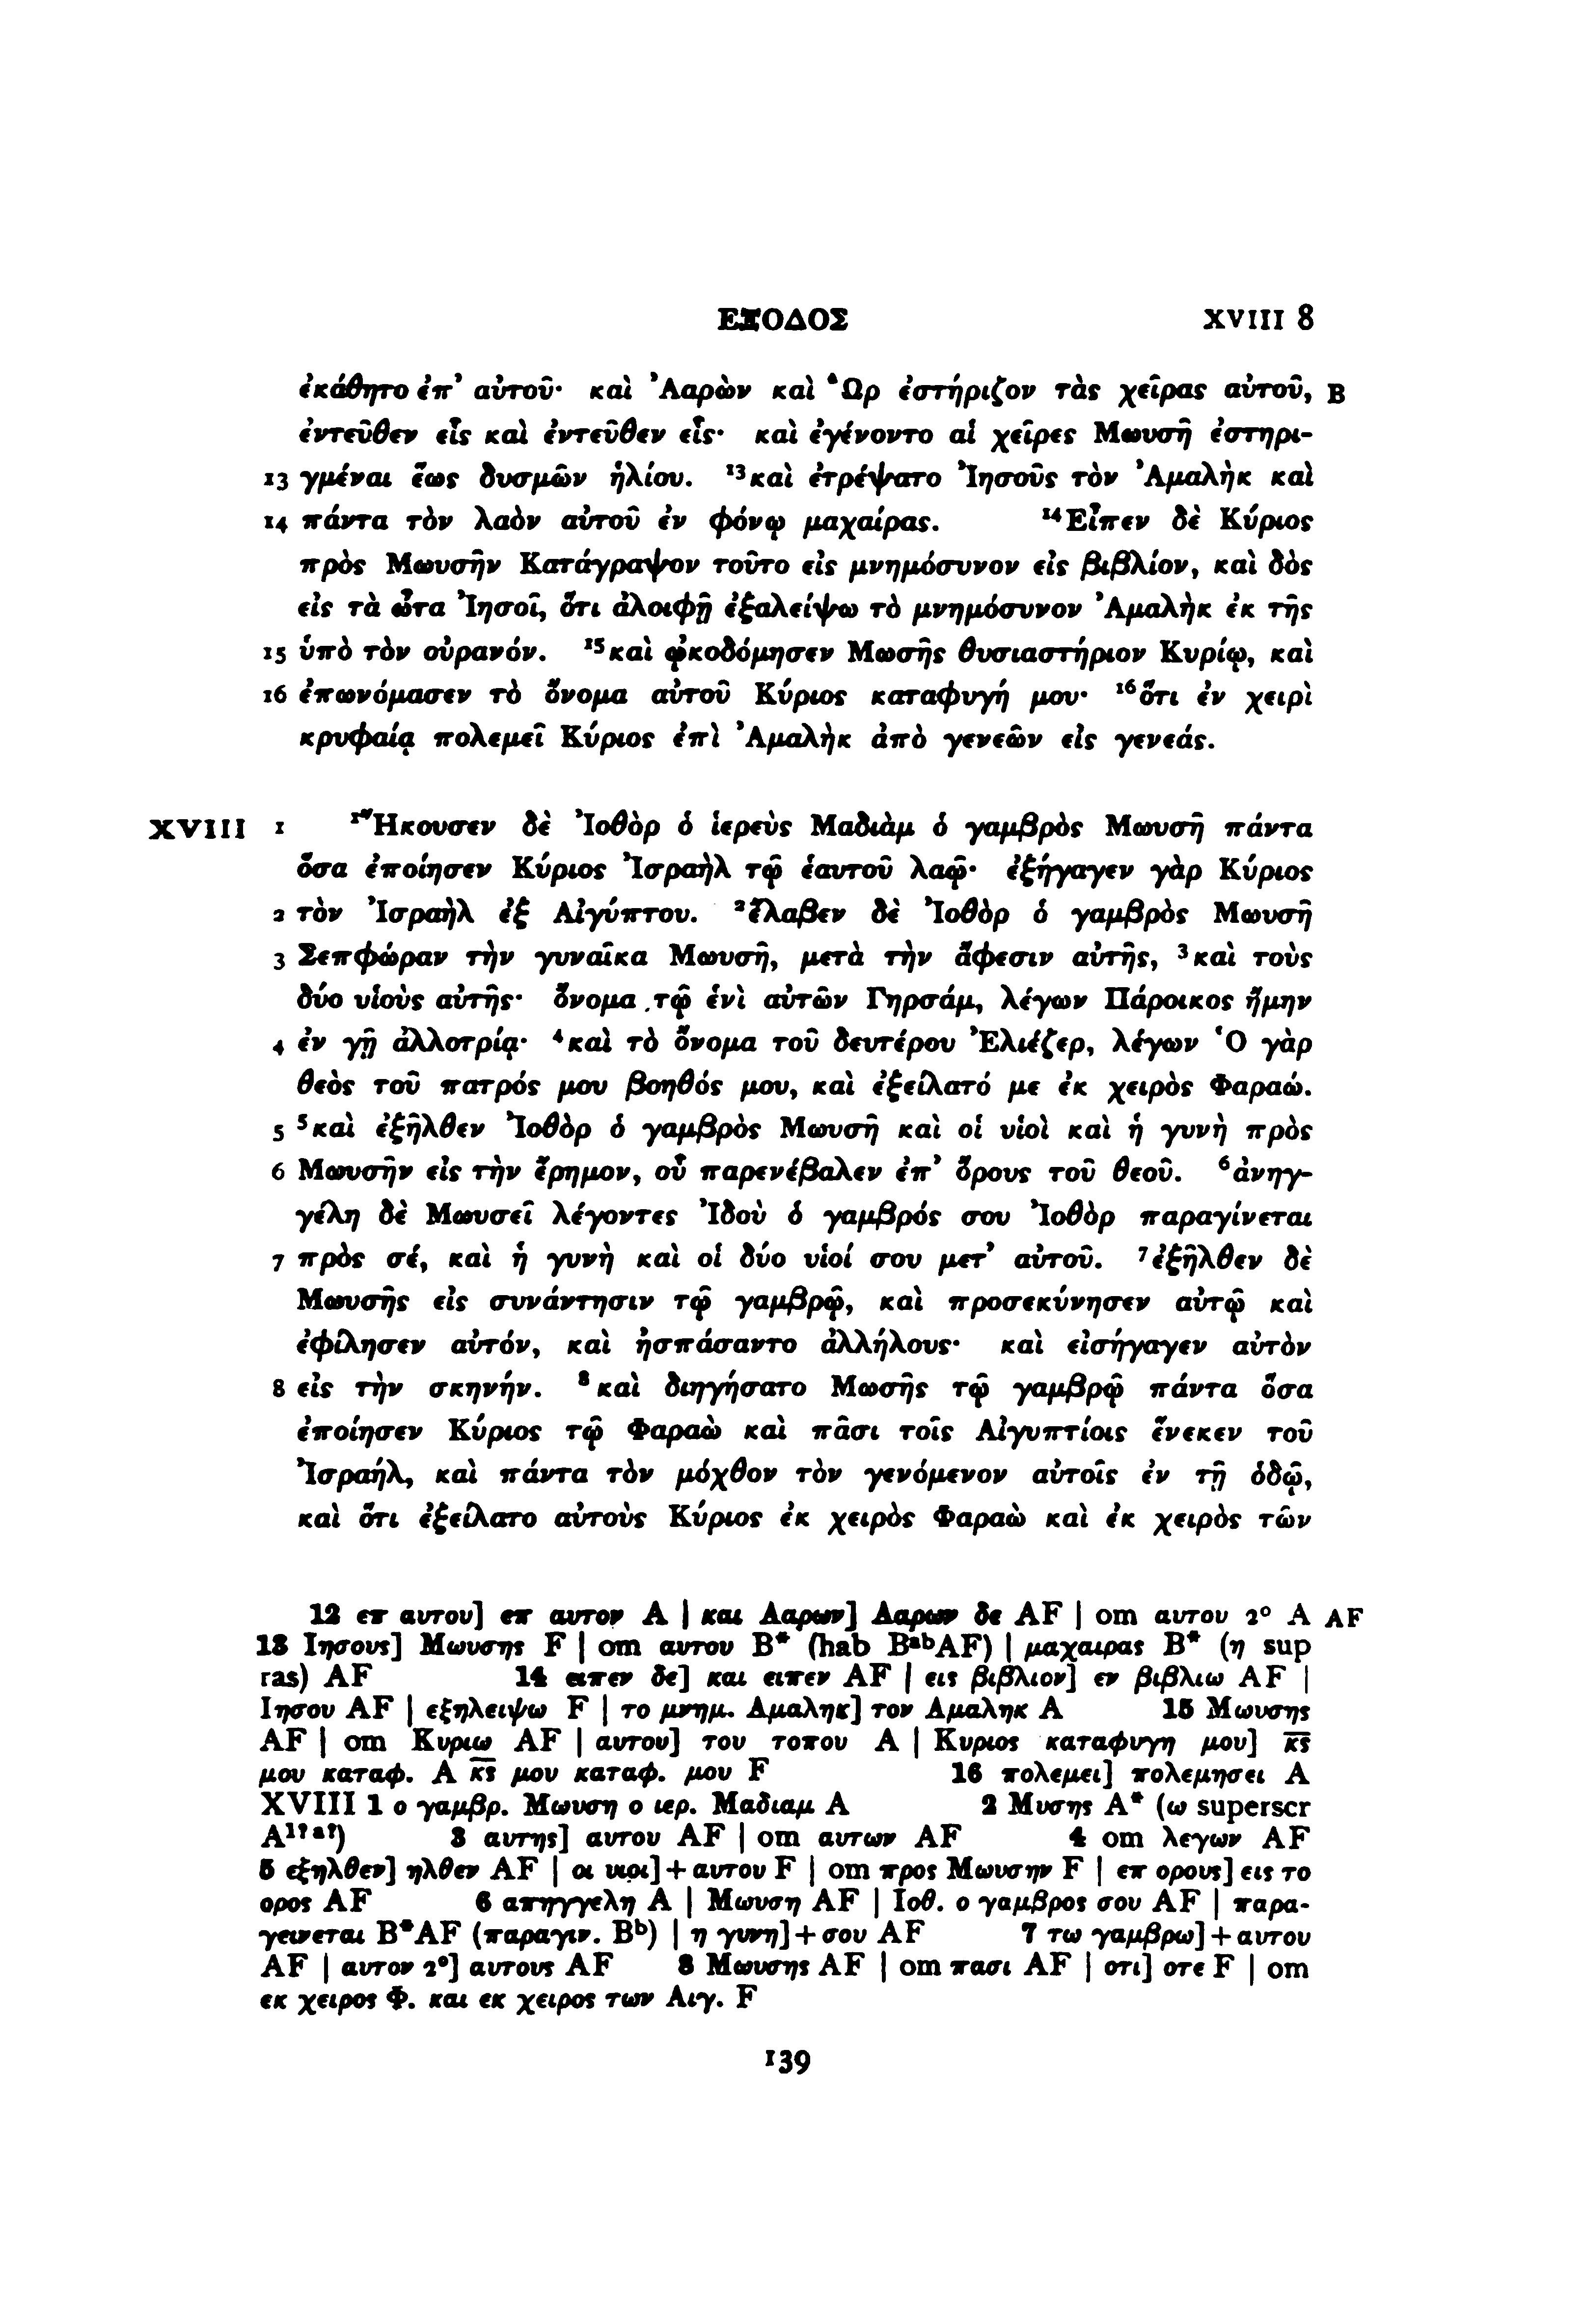 ΕΞΟΔΟΣ XVIII 8
ἐκάθητο ἐπ᾽ αὐτοῦ· καὶ Ἀαρὼν καὶ Ὢρ ἐστήριζον τὰς χεῖρας αὐτοῦ, B
ἐντεῦθεν εἷς καὶ ἐντεῦθεν εἷς· καὶ ἐγένοντο αἱ χεῖρες Μωυσῆ ἐστηρι-
13 γμέναι ἕως δυσμῶν ἡλίου. ¹³καὶ ἐτρέψατο Ἰησοῦς τὸν Ἀμαλὴκ καὶ
14 πάντα τὸν λαὸν αὐτοῦ ἐν φόνῳ μαχαίρας. ¹⁴Εἶπεν δὲ Κύριος
πρὸς Μωυσῆν Κατάγραψον τοῦτο εἰς μνημόσυνον εἰς βιβλίον, καὶ δὸς
εἰς τὰ ὦτα Ἰησοῖ, ὅτι ἀλοιφῇ ἐξαλείψω τὸ μνημόσυνον Ἀμαλὴκ ἐκ τῆς
15 ὑπὸ τὸν οὐρανόν. ¹⁵καὶ ᾠκοδόμησεν Μωσῆς θυσιαστήριον Κυρίῳ, καὶ
16 ἐπωνόμασεν τὸ ὄνομα αὐτοῦ Κύριος καταφυγή μου· ¹⁶ὅτι ἐν χειρὶ
κρυφαίᾳ πολεμεῖ Κύριος ἐπὶ Ἀμαλὴκ ἀπὸ γενεῶν εἰς γενεάς.
XVIII 1 ¹Ἤκουσεν δὲ Ἰοθὸρ ὁ ἱερεὺς Μαδιὰμ ὁ γαμβρὸς Μωυσῆ πάντα
ὅσα ἐποίησεν Κύριος Ἰσραὴλ τῷ ἑαυτοῦ λαῷ· ἐξήγαγεν γὰρ Κύριος
2 τὸν Ἰσραὴλ ἐξ Αἰγύπτου. ²ἔλαβεν δὲ Ἰοθὸρ ὁ γαμβρὸς Μωυσῆ
3 Σεπφώραν τὴν γυναῖκα Μωυσῆ, μετὰ τὴν ἄφεσιν αὐτῆς, ³καὶ τοὺς
δύο υἱοὺς αὐτῆς· ὄνομα τῷ ἑνὶ αὐτῶν Γηρσάμ, λέγων Πάροικος ἤμην
4 ἐν γῇ ἀλλοτρίᾳ· ⁴καὶ τὸ ὄνομα τοῦ δευτέρου Ἐλιέζερ, λέγων Ὁ γὰρ
θεὸς τοῦ πατρός μου βοηθός μου, καὶ ἐξείλατό με ἐκ χειρὸς Φαραώ.
5 ⁵καὶ ἐξῆλθεν Ἰοθὸρ ὁ γαμβρὸς Μωυσῆ καὶ οἱ υἱοὶ καὶ ἡ γυνὴ πρὸς
6 Μωυσῆν εἰς τὴν ἔρημον, οὗ παρενέβαλεν ἐπ᾽ ὄρους τοῦ θεοῦ. ⁶ἀνηγ-
γέλη δὲ Μωυσεῖ λέγοντες Ἰδοὺ ὁ γαμβρός σου Ἰοθὸρ παραγίνεται
7 πρὸς σέ, καὶ ἡ γυνὴ καὶ οἱ δύο υἱοί σου μετ᾽ αὐτοῦ. ⁷ἐξῆλθεν δὲ
Μωυσῆς εἰς συνάντησιν τῷ γαμβρῷ, καὶ προσεκύνησεν αὐτῷ καὶ
ἐφίλησεν αὐτόν, καὶ ἠσπάσαντο ἀλλήλους· καὶ εἰσήγαγεν αὐτὸν
8 εἰς τὴν σκηνήν. ⁸καὶ διηγήσατο Μωσῆς τῷ γαμβρῷ πάντα ὅσα
ἐποίησεν Κύριος τῷ Φαραὼ καὶ πᾶσι τοῖς Αἰγυπτίοις ἕνεκεν τοῦ
Ἰσραήλ, καὶ πάντα τὸν μόχθον τὸν γενόμενον αὐτοῖς ἐν τῇ ὁδῷ,
καὶ ὅτι ἐξείλατο αὐτοὺς Κύριος ἐκ χειρὸς Φαραὼ καὶ ἐκ χειρὸς τῶν
12 επ αυτου] επ αυτον A | και Ααρων] Ααρων δε AF | om αυτου 2° A AF
13 Ιησους] Μωυσης F | om αυτου B* (hab BᵃᵇAF) | μαχαιρας B* (η sup
ras) AF 14 ειπεν δε] και ειπεν AF | εις βιβλιον] εν βιβλιω AF |
Ιησου AF | εξηλειψω F | το μνημ. Αμαληκ] τον Αμαληκ A 15 Μωυσης
AF | om Κυριω AF | αυτου] του τοπου A | Κυριος καταφυγη μου] κ̅ς̅
μου καταφ. A κ̅ς̅ μου καταφ. μου F 16 πολεμει] πολεμησει A
XVIII 1 ο γαμβρ. Μωυση ο ιερ. Μαδιαμ A 2 Μυσης A* (ω superscr
A¹ˀᵃˀ) 3 αυτης] αυτου AF | om αυτων AF 4 om λεγων AF
5 εξηλθεν] ηλθεν AF | οι υιοι]+αυτου F | om προς Μωυσην F | επ ορους] εις το
ορος AF 6 απηγγελη A | Μωυση AF | Ιοθ. ο γαμβρος σου AF | παρα-
γεινεται B*AF (παραγιν. Bᵇ) | η γυνη]+σου AF 7 τω γαμβρω]+αυτου
AF | αυτον 2°] αυτους AF 8 Μωυσης AF | om πασι AF | οτι] οτε F | om
εκ χειρος Φ. και εκ χειρος των Αιγ. F
139